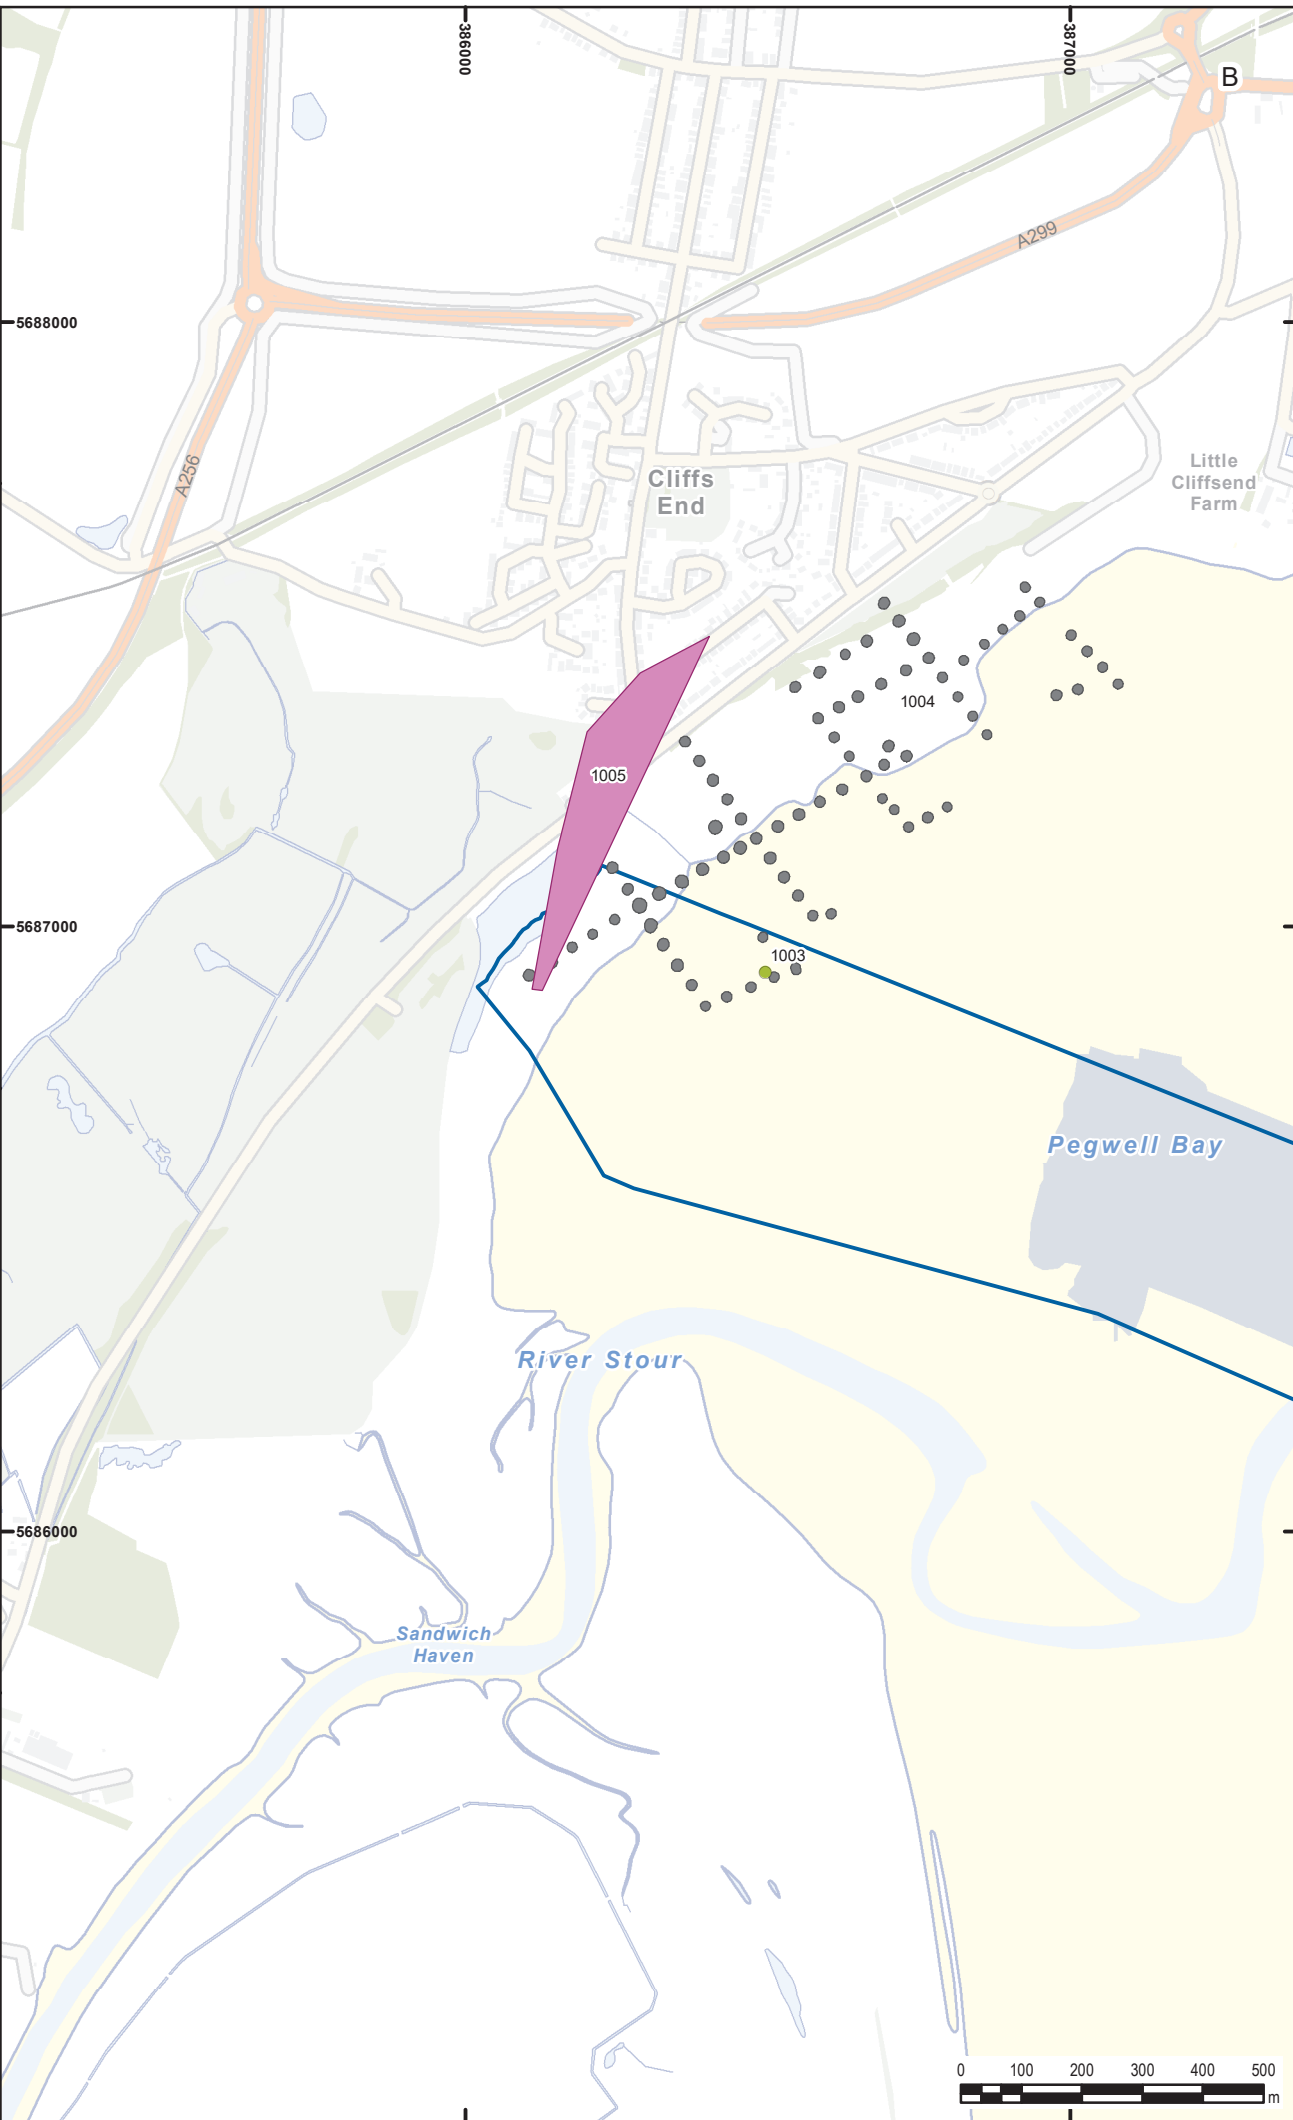 386000
387000
B
A299
5688000
A256
Cliffs
End
Little
Cliffsend
Farm
1004
1005
5687000
1003
Pegwell Bay
River Stour
5686000
Sandwich
Haven
0 100 200 300 400 500
m